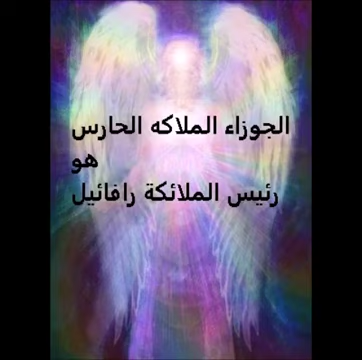 الجوزاء الملاكه الحارس
هو
رئيس الملائكة رافائيل